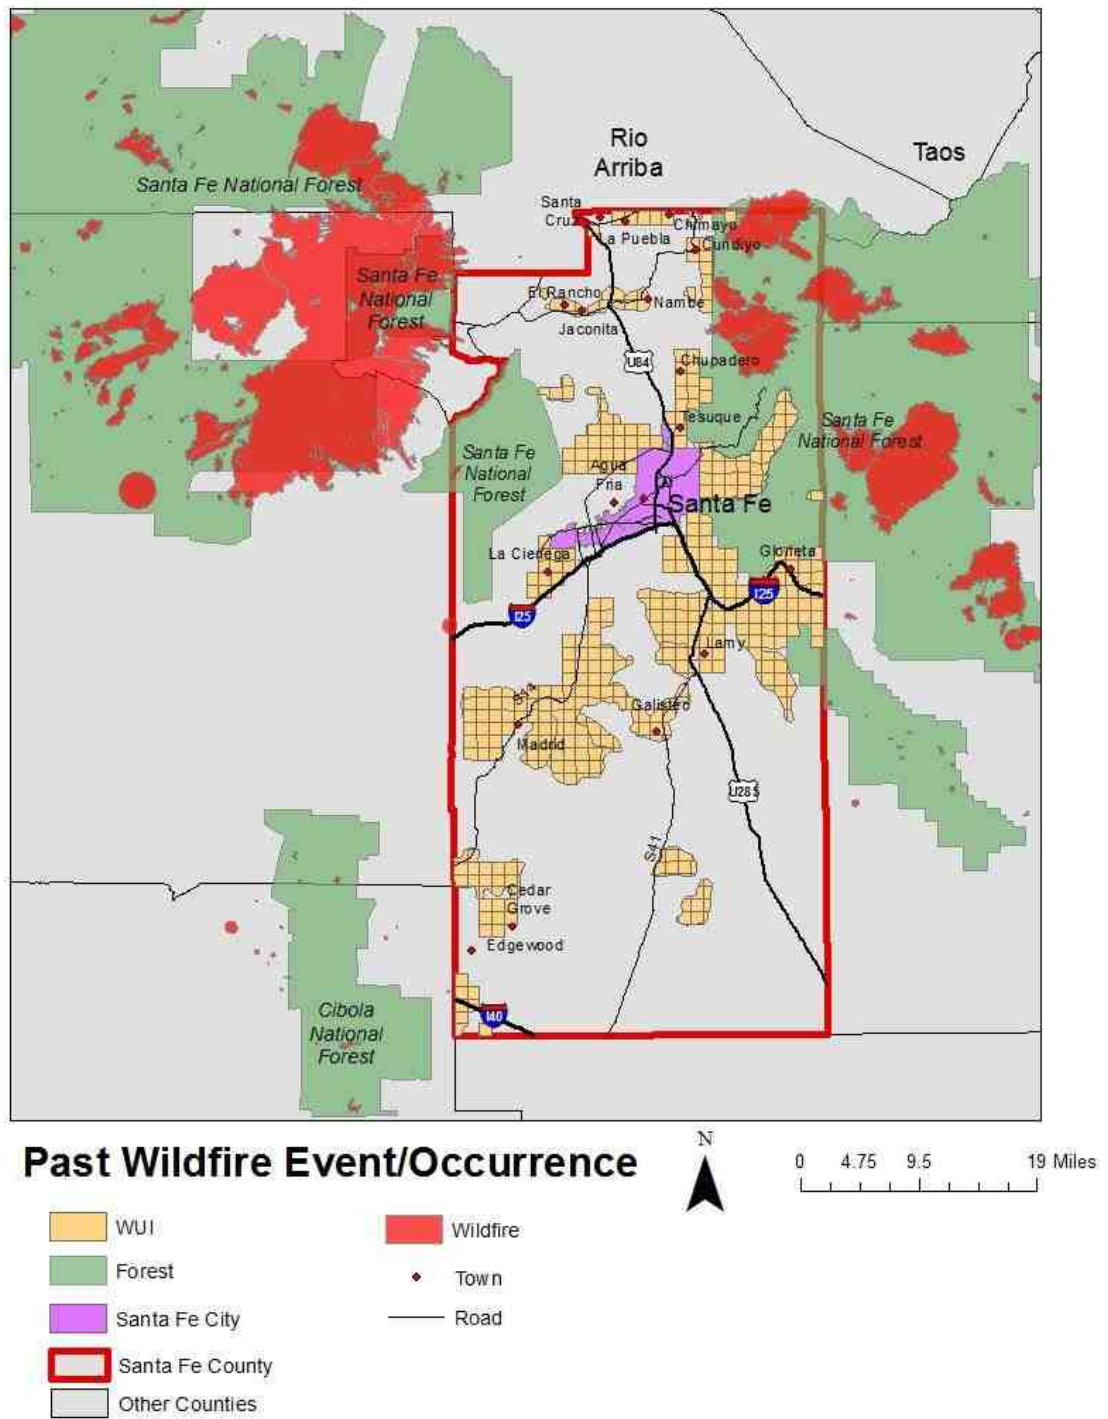 Rio
Arriba
Taos
Santa Fe National Forest
Santa
Cruz
Chimayo
La Puebla
Cundiyo
Santa Fe
National
Forest
El Rancho
Nambe
Jaconita
U84
Chupadero
Tesuque
Santa Fe
National Forest
Santa Fe
National
Forest
Agua
Fria
Santa Fe
La Cienega
Glorieta
I25
I25
Lamy
S14
Galisteo
Madrid
U285
S41
Cedar
Grove
Edgewood
Cibola
National
Forest
I40
Past Wildfire Event/Occurrence
N
0 4.75 9.5 19 Miles
WUI
Wildfire
Forest
Town
Santa Fe City
Road
Santa Fe County
Other Counties